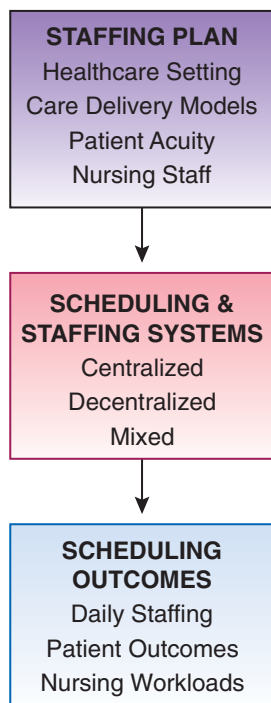 STAFFING PLAN
Healthcare Setting
Care Delivery Models
Patient Acuity
Nursing Staff
SCHEDULING &
STAFFING SYSTEMS
Centralized
Decentralized
Mixed
SCHEDULING
OUTCOMES
Daily Staffing
Patient Outcomes
Nursing Workloads